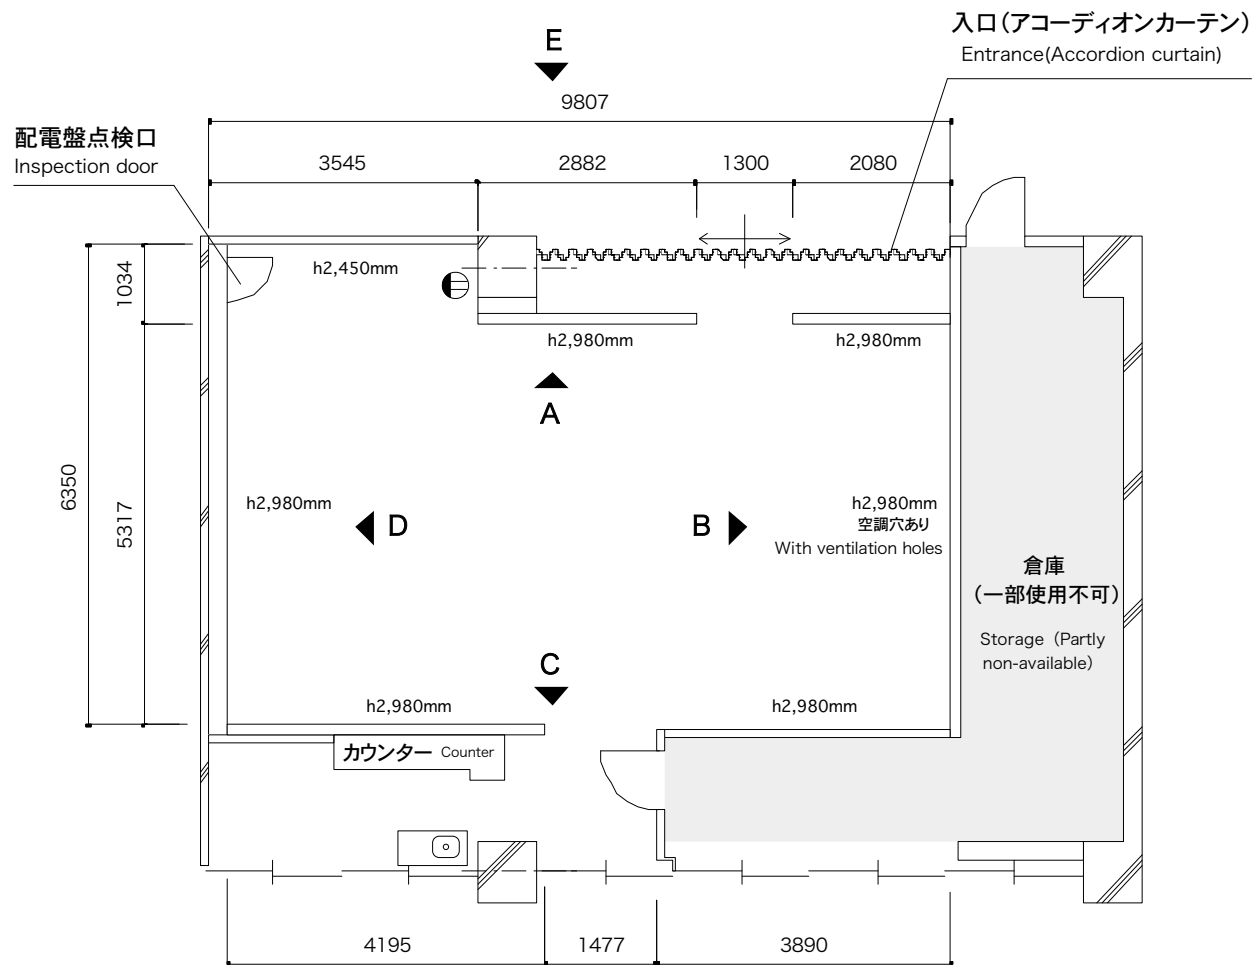 入口（アコーディオンカーテン）
Entrance(Accordion curtain)
E
9807
配電盤点検口
Inspection door
3545
2882
1300
2080
1034
h2,450mm
h2,980mm
h2,980mm
A
6350
5317
h2,980mm
D
B
h2,980mm
空調穴あり
With ventilation holes
倉庫
（一部使用不可）
Storage（Partly
non-available）
C
h2,980mm
h2,980mm
カウンター Counter
4195
1477
3890